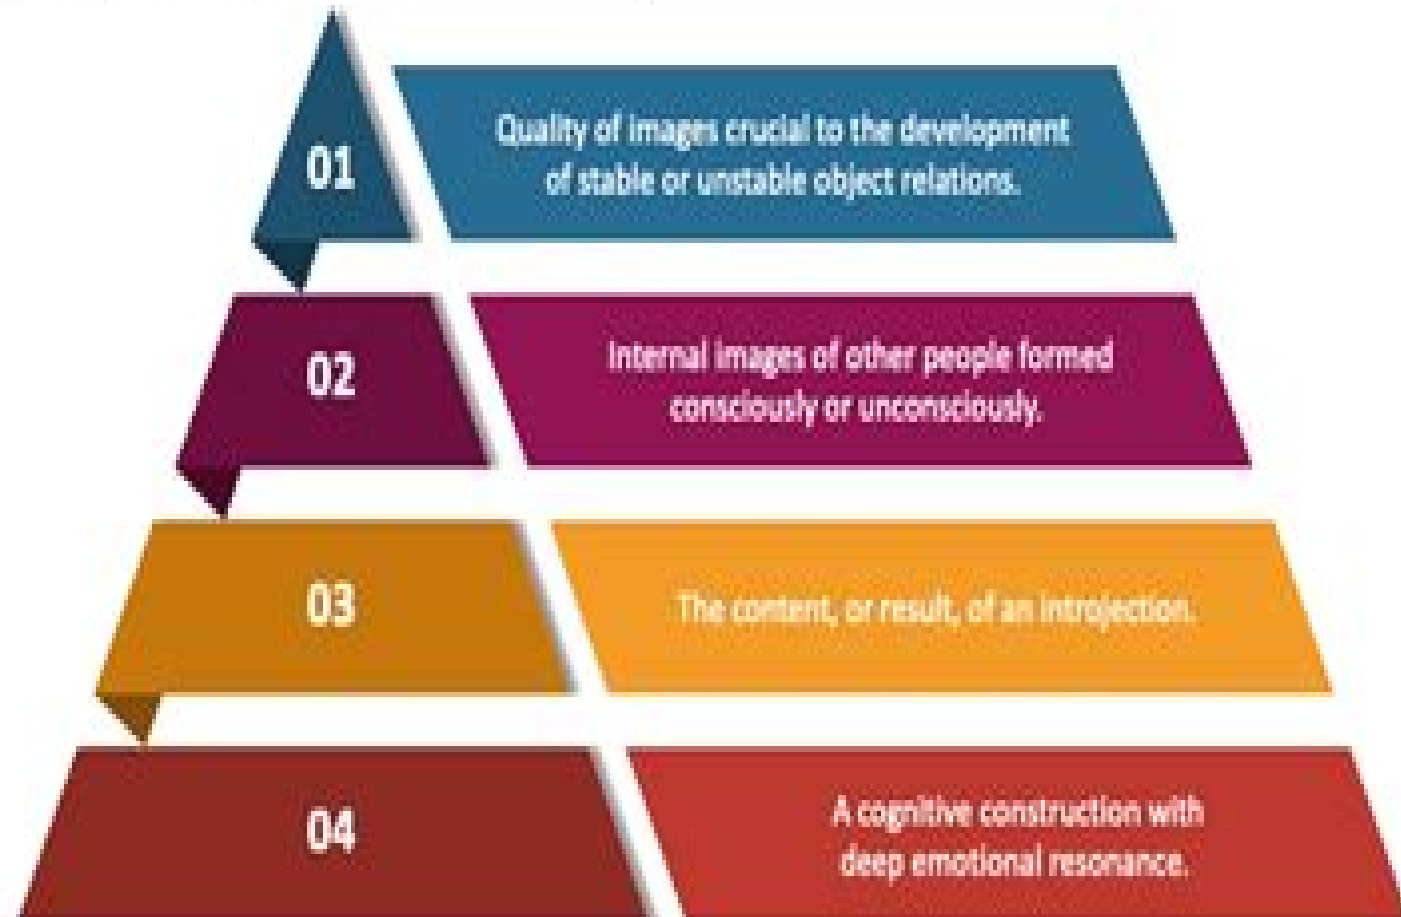 01
Quality of images crucial to the development
of stable or unstable object relations.
02
Internal images of other people formed
consciously or unconsciously.
03
The content, or result, of an introjection.
04
A cognitive construction with
deep emotional resonance.